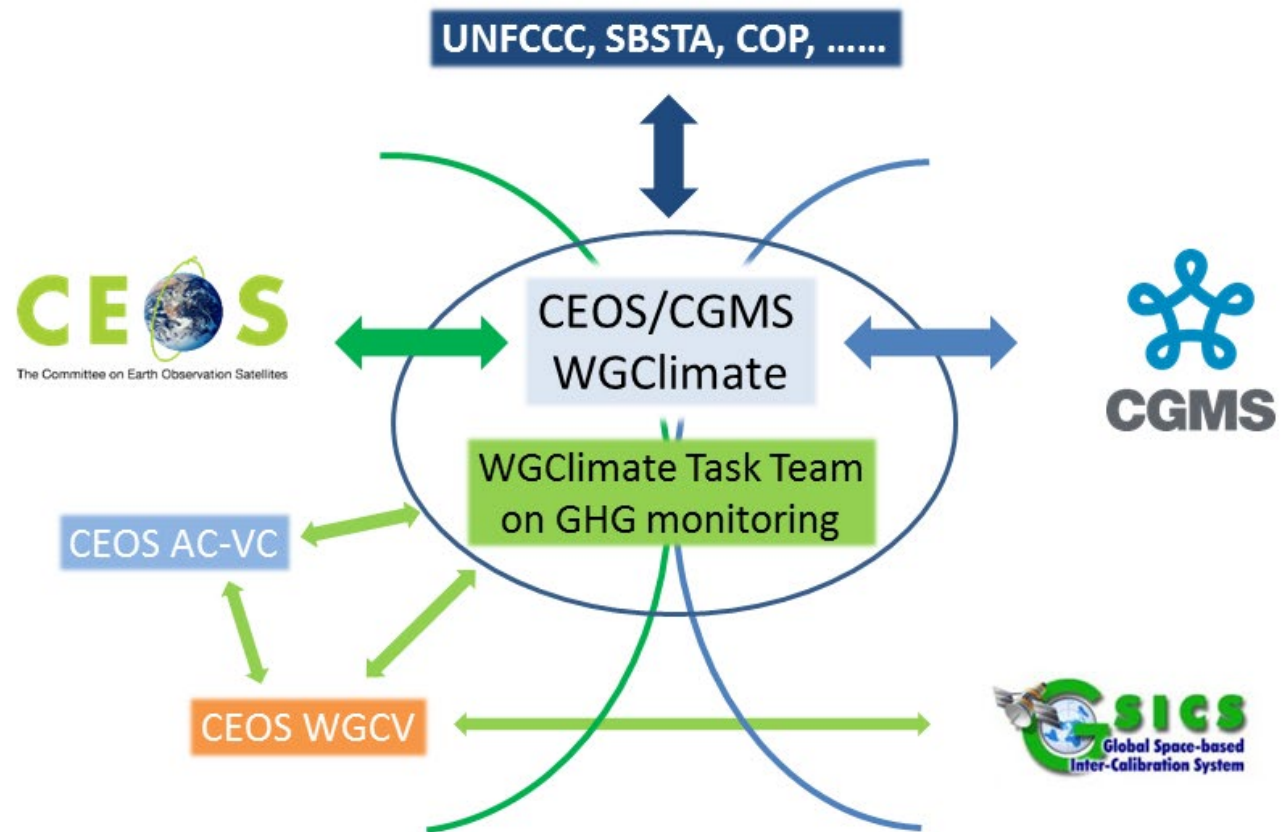 UNFCCC, SBSTA, COP, ……
CEOS
The Committee on Earth Observation Satellites
CEOS/CGMS
WGClimate
CGMS
WGClimate Task Team
on GHG monitoring
CEOS AC-VC
CEOS WGCV
GSICS
Global Space-based
Inter-Calibration System